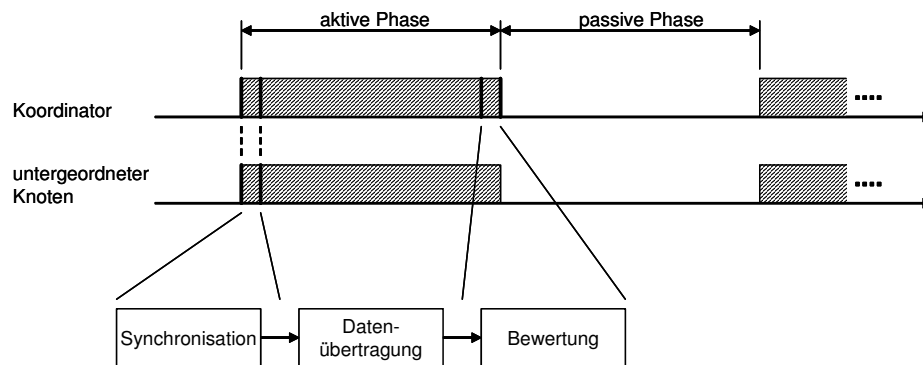 aktive Phase
passive Phase
Koordinator
untergeordneter
Knoten
Synchronisation
Daten-
übertragung
Bewertung